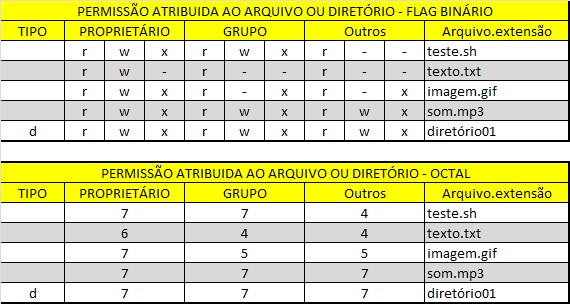 PERMISSÃO ATRIBUIDA AO ARQUIVO OU DIRETÓRIO - FLAG BINÁRIO
TIPO PROPRIETÁRIO GRUPO Outros Arquivo.extensão
r w x r w x r - - teste.sh
r w - r - - r - - texto.txt
r w x r - x r - x imagem.gif
r w x r w x r w x som.mp3
d r w x r w x r w x diretório01
PERMISSÃO ATRIBUIDA AO ARQUIVO OU DIRETÓRIO - OCTAL
TIPO PROPRIETÁRIO GRUPO Outros Arquivo.extensão
7 7 4 teste.sh
6 4 4 texto.txt
7 5 5 imagem.gif
7 7 7 som.mp3
d 7 7 7 diretório01